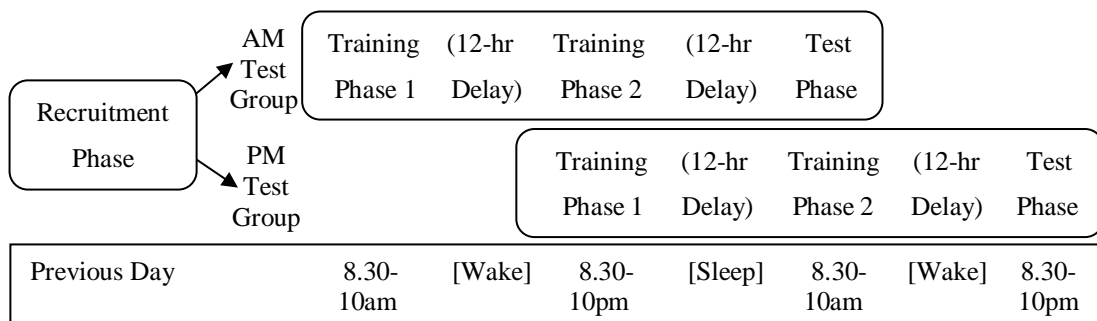 AM
Test
Group
Training (12-hr Training (12-hr Test
Phase 1 Delay) Phase 2 Delay) Phase
Recruitment
Phase
PM
Test
Group
Training (12-hr Training (12-hr Test
Phase 1 Delay) Phase 2 Delay) Phase
Previous Day 8.30- [Wake] 8.30- [Sleep] 8.30- [Wake] 8.30-
10am 10pm 10am 10pm